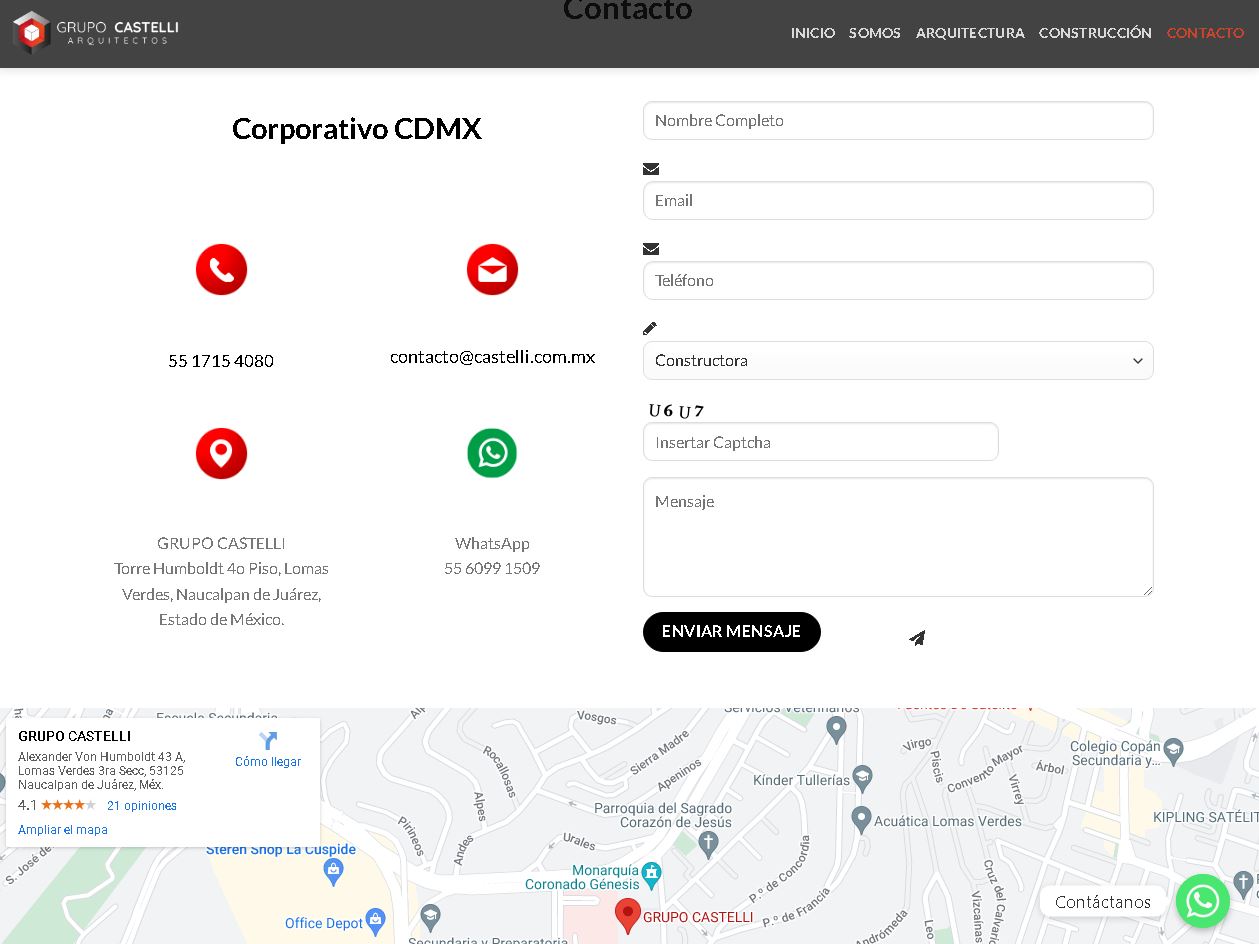 Contacto
GRUPO CASTELLI
ARQUITECTOS
INICIO SOMOS ARQUITECTURA CONSTRUCCIÓN CONTACTO
Corporativo CDMX
55 1715 4080
contacto@castelli.com.mx
GRUPO CASTELLI
Torre Humboldt 4o Piso, Lomas
Verdes, Naucalpan de Juárez,
Estado de México.
WhatsApp
55 6099 1509
Nombre Completo
Email
Teléfono
Constructora
U6U7
Insertar Captcha
Mensaje
ENVIAR MENSAJE
GRUPO CASTELLI
Alexander Von Humboldt 43 A,
Lomas Verdes 3ra Secc, 53125
Naucalpan de Juárez, Méx.
4.1 21 opiniones
Ampliar el mapa
Cómo llegar
Escuela Secundaria
Vosgos
Servicios Veterinarios
Sierra Madre
Rocallosas
Apeninos
Alpes
Pirineos
Andes
Urales
Virgo
Piscis
Convento Mayor
Virrey
Árbol
Colegio Copán
Secundaria y...
Kínder Tullerías
Parroquia del Sagrado
Corazón de Jesús
Acuática Lomas Verdes
KIPLING SATÉLIT
S. José de
Steren Shop La Cúspide
Monarquía
Coronado Génesis
P.º de Concordia
P.º de Francia
Office Depot
GRUPO CASTELLI
Secundaria y Preparatoria
Andrómeda
Leo
Vizcaínas
Cruz del Calvario
Contáctanos